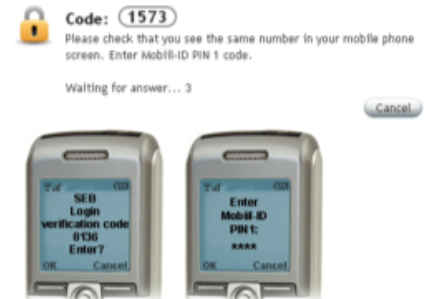 Code: 1573
Please check that you see the same number in your mobile phone
screen. Enter Mobiil-ID PIN 1 code.
Waiting for answer... 3
Cancel
SEB
Login
verification code
8136
Enter?
OK Cancel
Enter
Mobiil-ID
PIN1:
****
OK Cancel